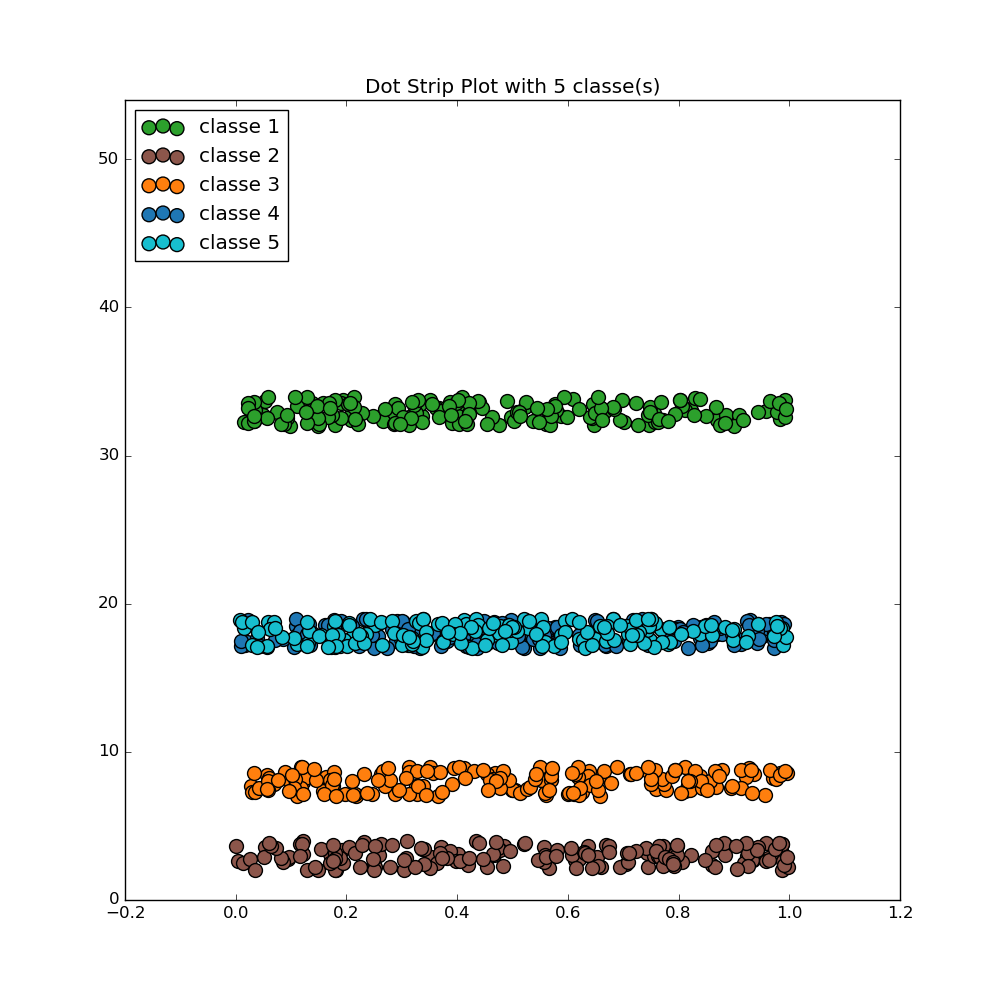 Dot Strip Plot with 5 classe(s)
classe 1
classe 2
classe 3
classe 4
classe 5
50
40
30
20
10
0
−0.2 0.0 0.2 0.4 0.6 0.8 1.0 1.2